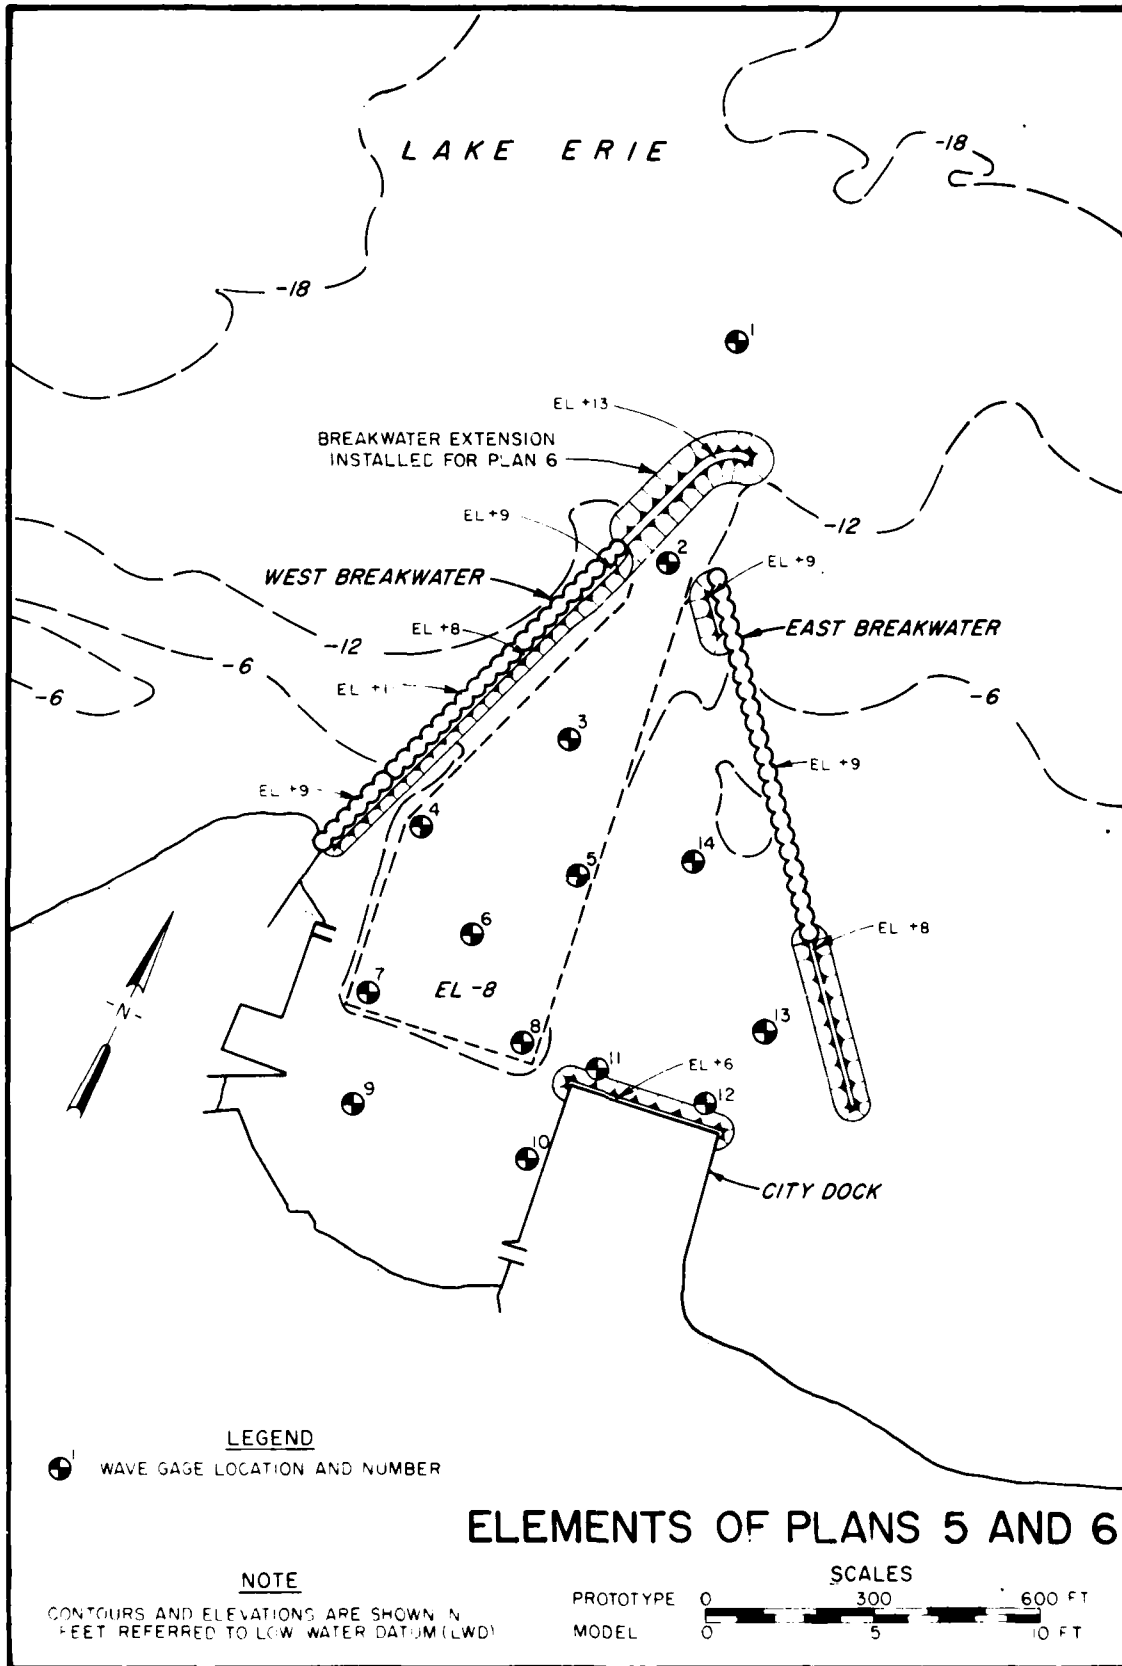 LAKE ERIE
-18
-18
1
EL +13
BREAKWATER EXTENSION
INSTALLED FOR PLAN 6
EL +9
-12
2
EL +9
WEST BREAKWATER
EAST BREAKWATER
EL +8
-12
-6
EL +1
-6
-6
3
EL +9
EL +9
4
14
5
6
EL +8
7
EL -8
-N-
8
13
11
EL +6
9
12
10
CITY DOCK
LEGEND
1
WAVE GAGE LOCATION AND NUMBER
ELEMENTS OF PLANS 5 AND 6
NOTE
CONTOURS AND ELEVATIONS ARE SHOWN IN
FEET REFERRED TO LOW WATER DATUM (LWD)
SCALES
PROTOTYPE 0 300 600 FT
MODEL 0 5 10 FT